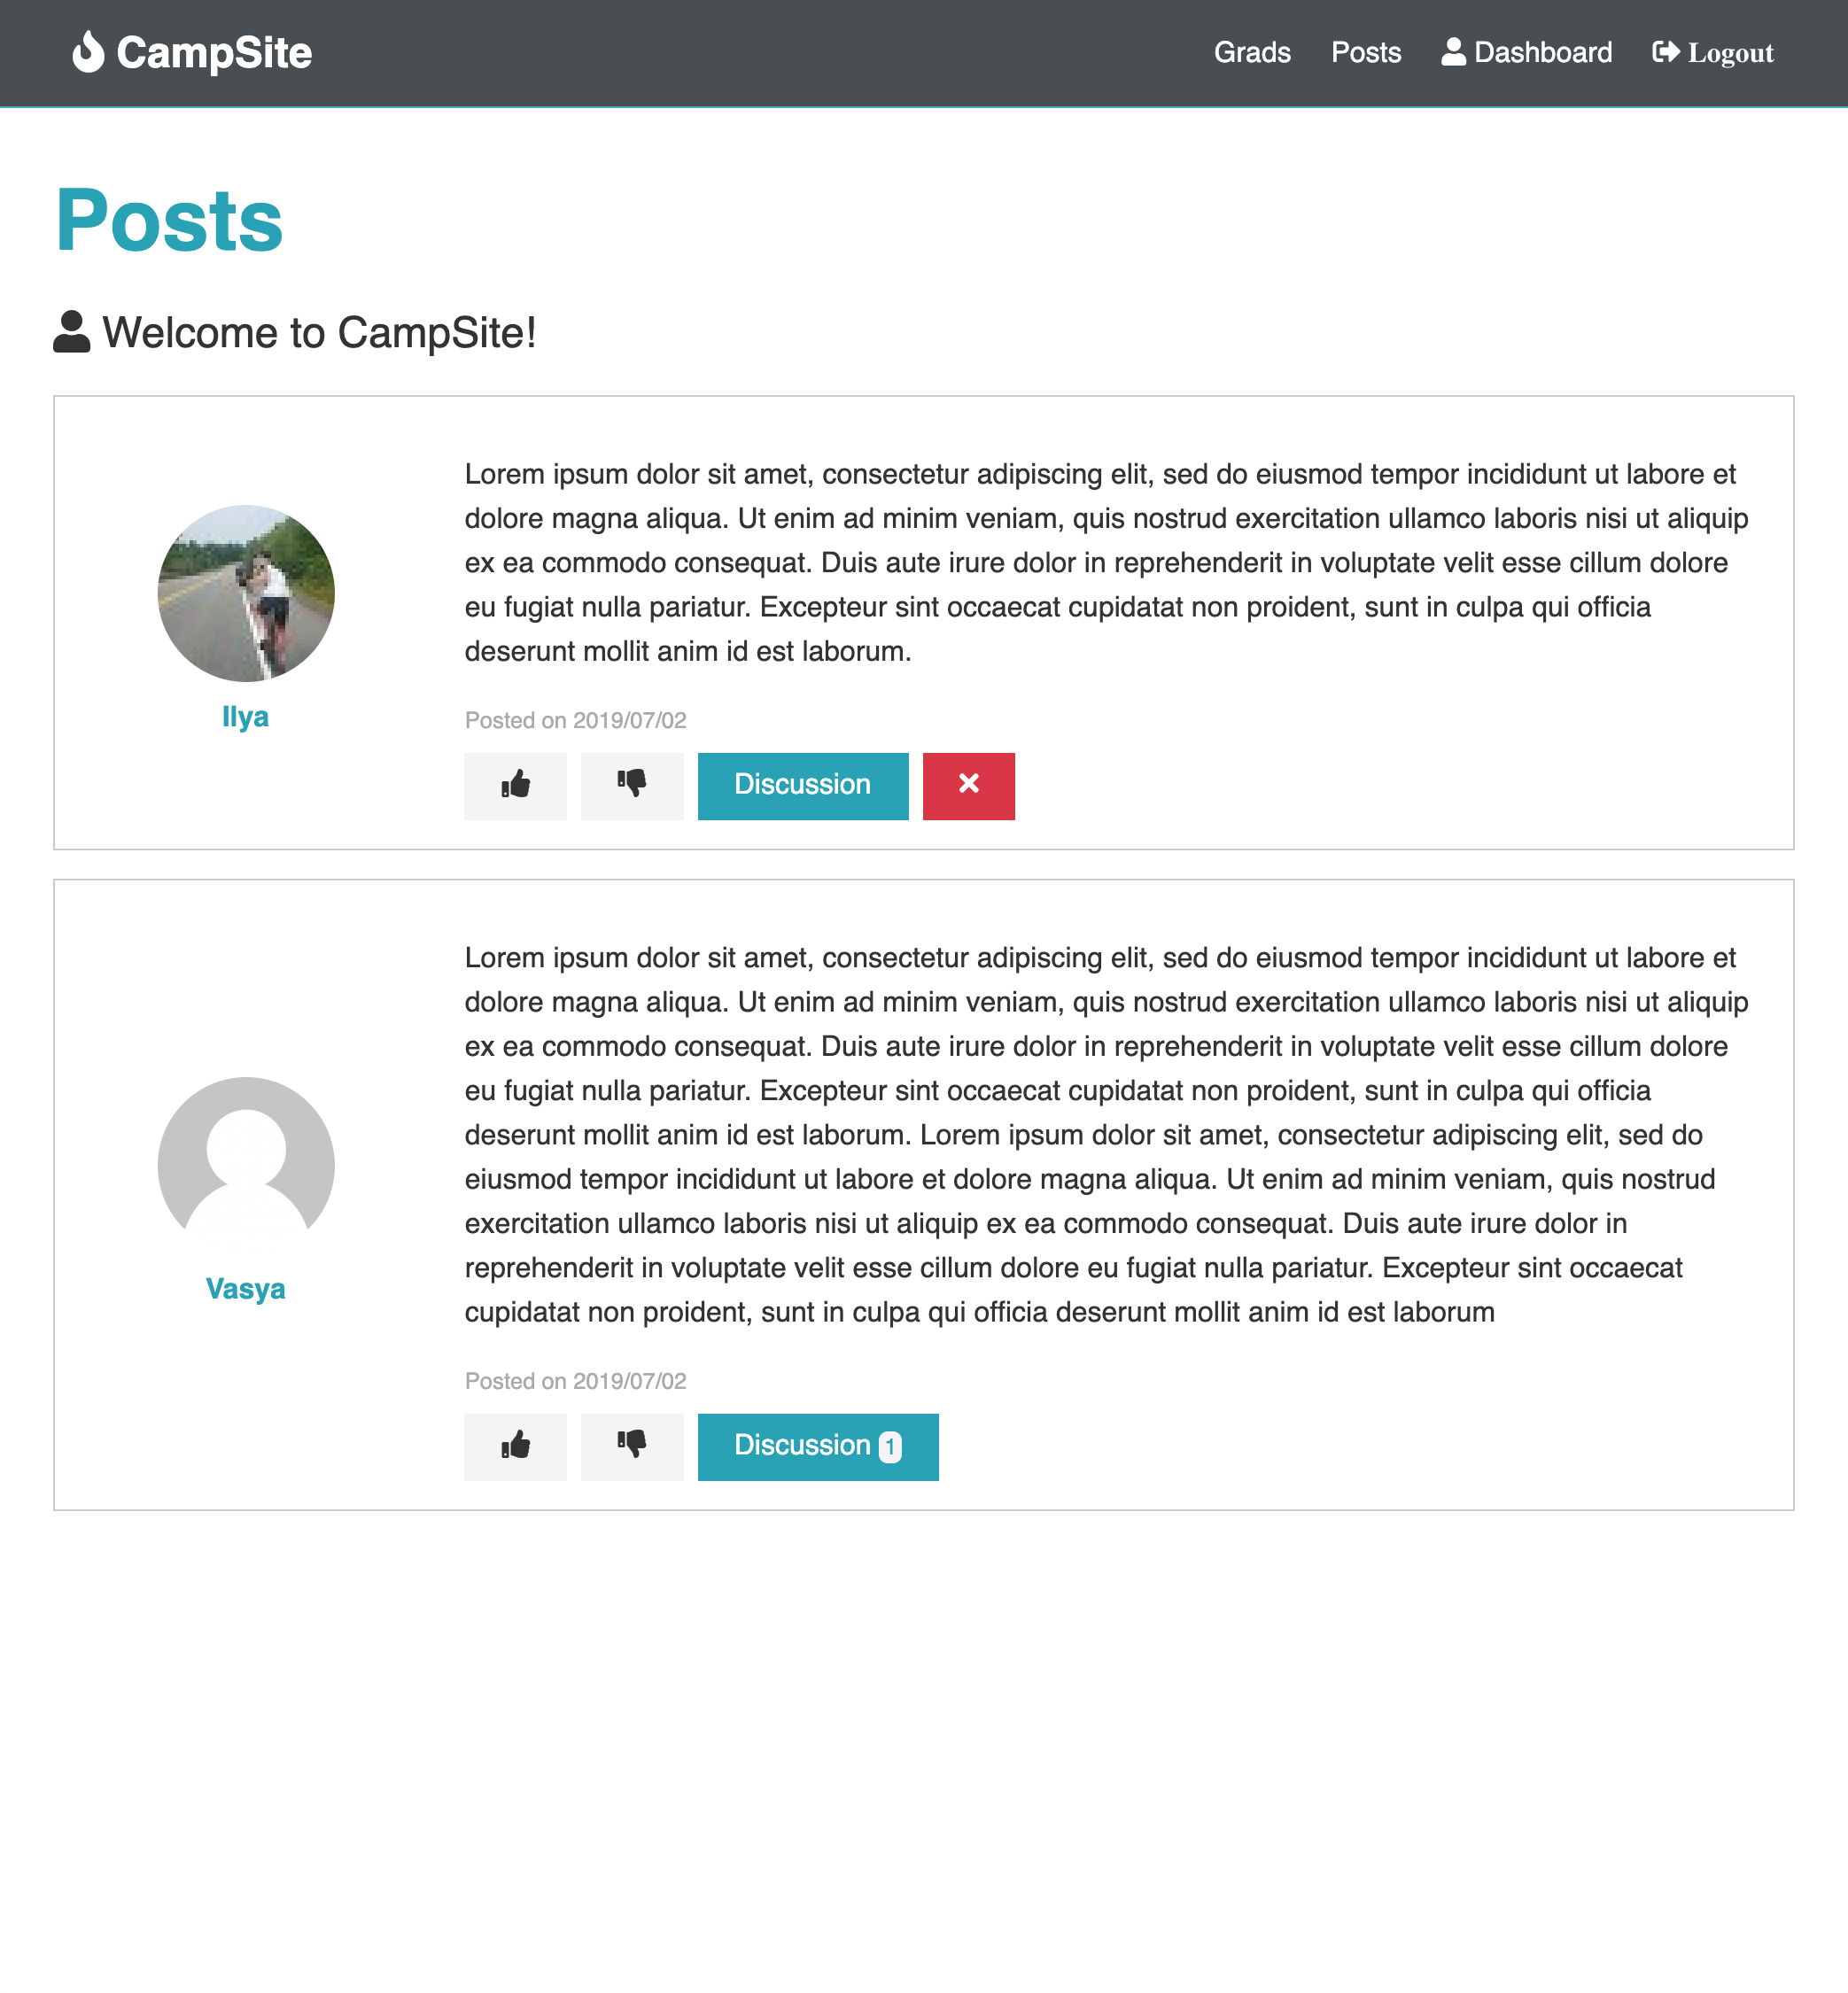 CampSite
Grads Posts Dashboard Logout
Posts
Welcome to CampSite!
Lorem ipsum dolor sit amet, consectetur adipiscing elit, sed do eiusmod tempor incididunt ut labore et
dolore magna aliqua. Ut enim ad minim veniam, quis nostrud exercitation ullamco laboris nisi ut aliquip
ex ea commodo consequat. Duis aute irure dolor in reprehenderit in voluptate velit esse cillum dolore
eu fugiat nulla pariatur. Excepteur sint occaecat cupidatat non proident, sunt in culpa qui officia
deserunt mollit anim id est laborum.
Ilya
Posted on 2019/07/02
Discussion
Lorem ipsum dolor sit amet, consectetur adipiscing elit, sed do eiusmod tempor incididunt ut labore et
dolore magna aliqua. Ut enim ad minim veniam, quis nostrud exercitation ullamco laboris nisi ut aliquip
ex ea commodo consequat. Duis aute irure dolor in reprehenderit in voluptate velit esse cillum dolore
eu fugiat nulla pariatur. Excepteur sint occaecat cupidatat non proident, sunt in culpa qui officia
deserunt mollit anim id est laborum. Lorem ipsum dolor sit amet, consectetur adipiscing elit, sed do
eiusmod tempor incididunt ut labore et dolore magna aliqua. Ut enim ad minim veniam, quis nostrud
exercitation ullamco laboris nisi ut aliquip ex ea commodo consequat. Duis aute irure dolor in
reprehenderit in voluptate velit esse cillum dolore eu fugiat nulla pariatur. Excepteur sint occaecat
cupidatat non proident, sunt in culpa qui officia deserunt mollit anim id est laborum
Vasya
Posted on 2019/07/02
Discussion 1